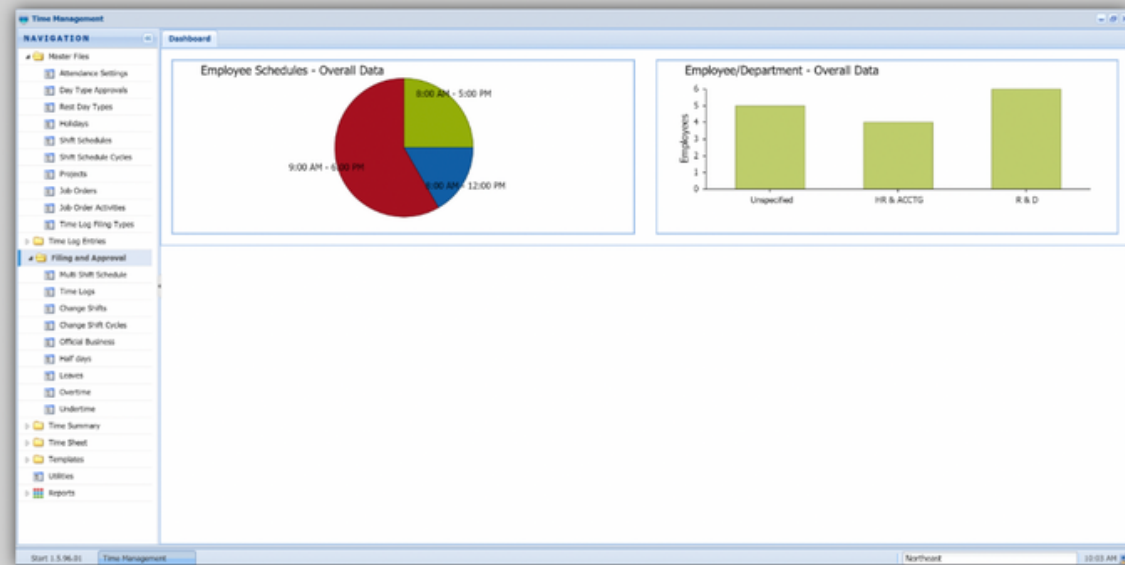 Time Management
NAVIGATION
Master Files
Attendance Settings
Day Type Approvals
Rest Day Types
Holidays
Shift Schedules
Shift Schedule Cycles
Projects
Job Orders
Job Order Activities
Time Log Filing Types
Time Log Entries
Filing and Approval
Multi Shift Schedule
Time Logs
Change Shifts
Change Shift Cycles
Official Business
Half days
Leaves
Overtime
Undertime
Time Summary
Time Sheet
Templates
Utilities
Reports
Dashboard
Employee Schedules - Overall Data
8:00 AM - 5:00 PM
9:00 AM - 6:00 PM
8:00 AM - 12:00 PM
Employee/Department - Overall Data
Employees
6
5
4
3
2
1
0
Unspecified
HR & ACCTG
R & D
Start 1.5.96.01
Time Management
Northeast
10:03 AM